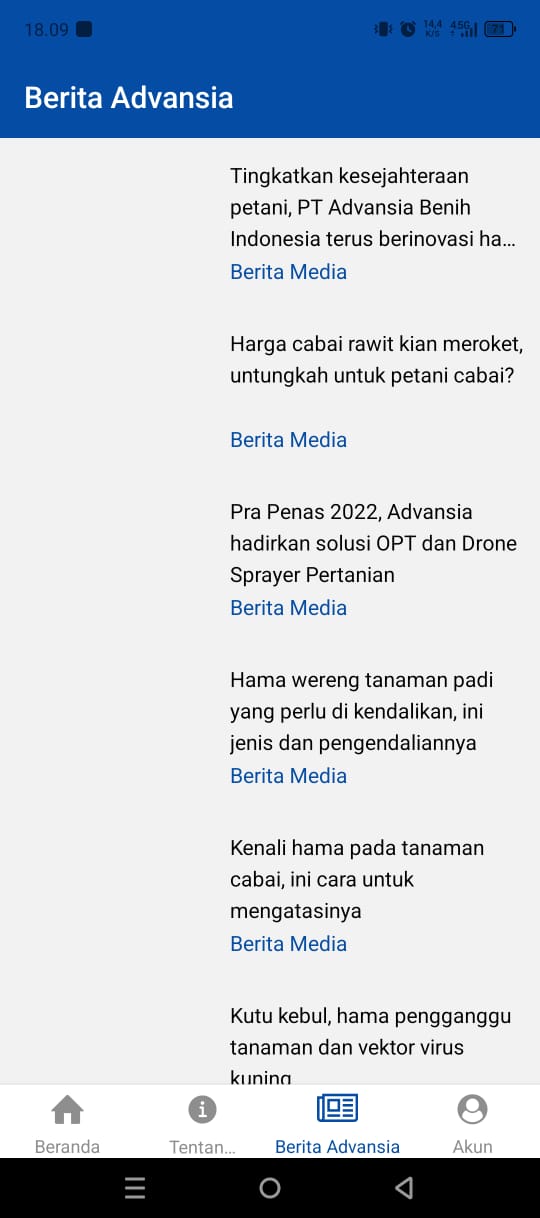 18.09
14,4
K/S
4.5G
71
Berita Advansia
Tingkatkan kesejahteraan
petani, PT Advansia Benih
Indonesia terus berinovasi ha...
Berita Media
Harga cabai rawit kian meroket,
untungkah untuk petani cabai?
Berita Media
Pra Penas 2022, Advansia
hadirkan solusi OPT dan Drone
Sprayer Pertanian
Berita Media
Hama wereng tanaman padi
yang perlu di kendalikan, ini
jenis dan pengendaliannya
Berita Media
Kenali hama pada tanaman
cabai, ini cara untuk
mengatasinya
Berita Media
Kutu kebul, hama pengganggu
tanaman dan vektor virus
kuning
Beranda
Tentan...
Berita Advansia
Akun